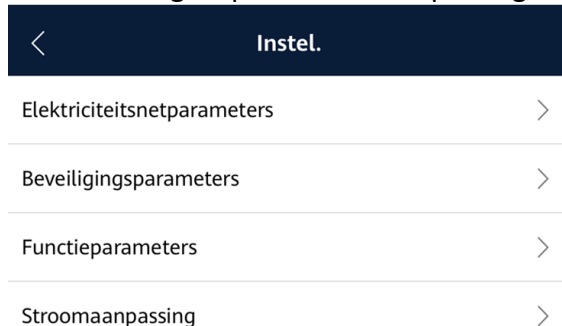 Instel.
Elektriciteitsnetparameters
Beveiligingsparameters
Functieparameters
Stroomaanpassing